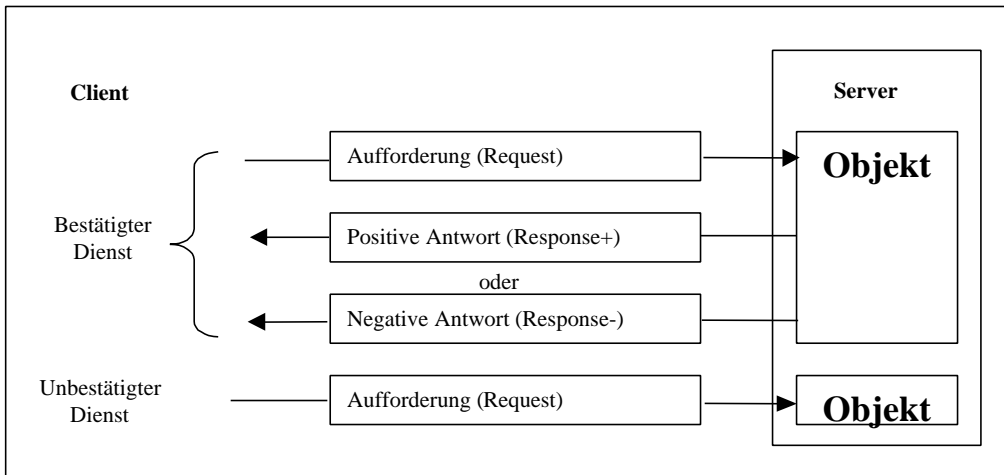 Client
Server
Aufforderung (Request)
Objekt
Bestätigter
Dienst
Positive Antwort (Response+)
oder
Negative Antwort (Response-)
Unbestätigter
Dienst
Aufforderung (Request)
Objekt